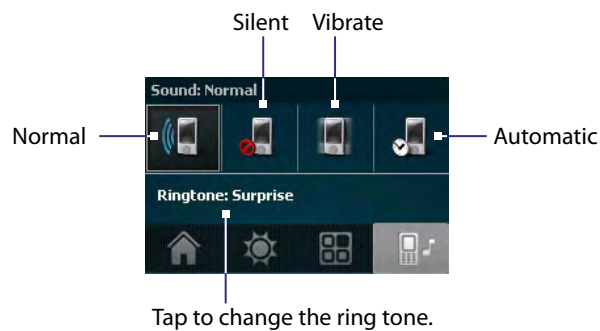 Silent Vibrate
Sound: Normal
Normal
Automatic
Ringtone: Surprise
Tap to change the ring tone.